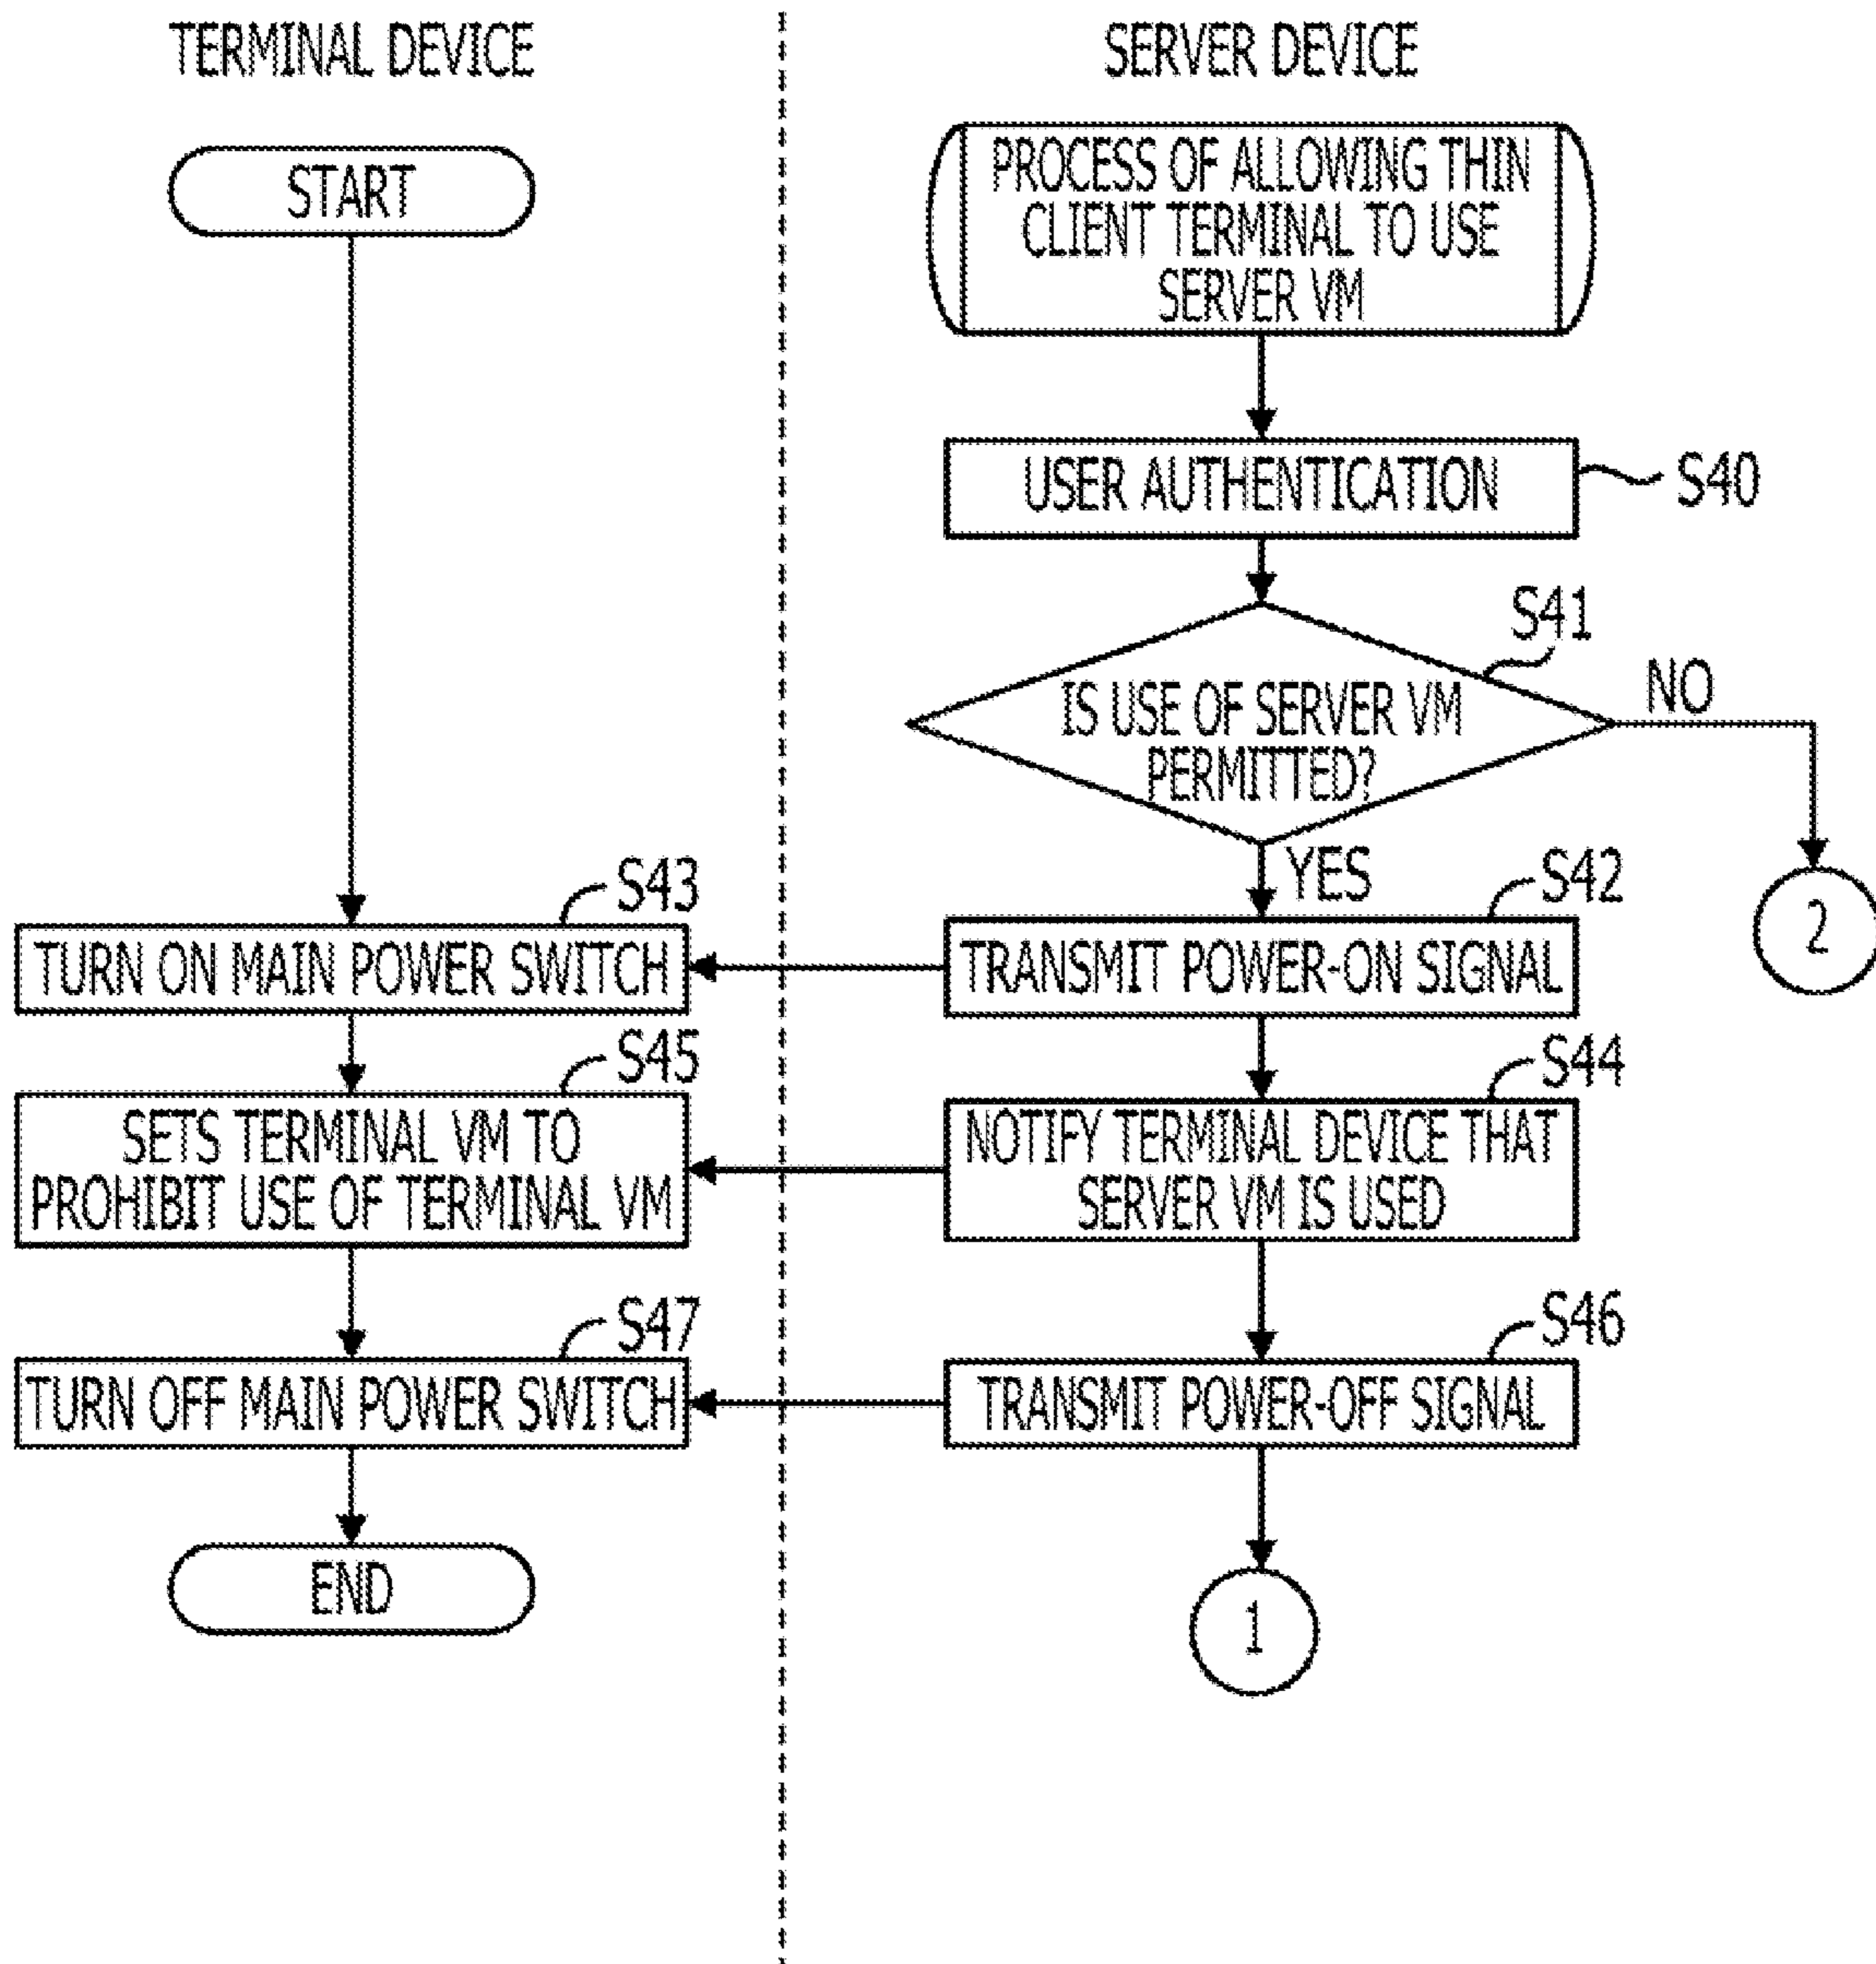 TERMINAL DEVICE
SERVER DEVICE
START
PROCESS OF ALLOWING THIN
CLIENT TERMINAL TO USE
SERVER VM
USER AUTHENTICATION
S40
S41
IS USE OF SERVER VM
PERMITTED?
NO
YES
2
S43
TURN ON MAIN POWER SWITCH
S42
TRANSMIT POWER-ON SIGNAL
S45
SETS TERMINAL VM TO
PROHIBIT USE OF TERMINAL VM
S44
NOTIFY TERMINAL DEVICE THAT
SERVER VM IS USED
S47
TURN OFF MAIN POWER SWITCH
S46
TRANSMIT POWER-OFF SIGNAL
END
1